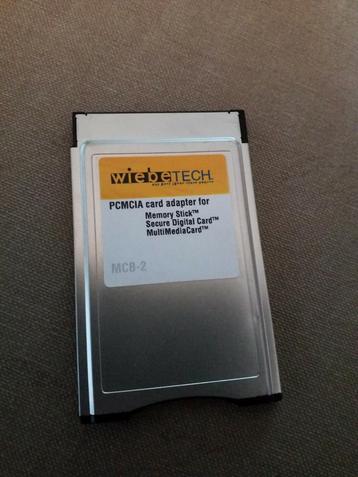 wiebeTECH
PCMCIA card adapter for
Memory Stick™
Secure Digital Card™
MultiMediaCard™
MCB-2